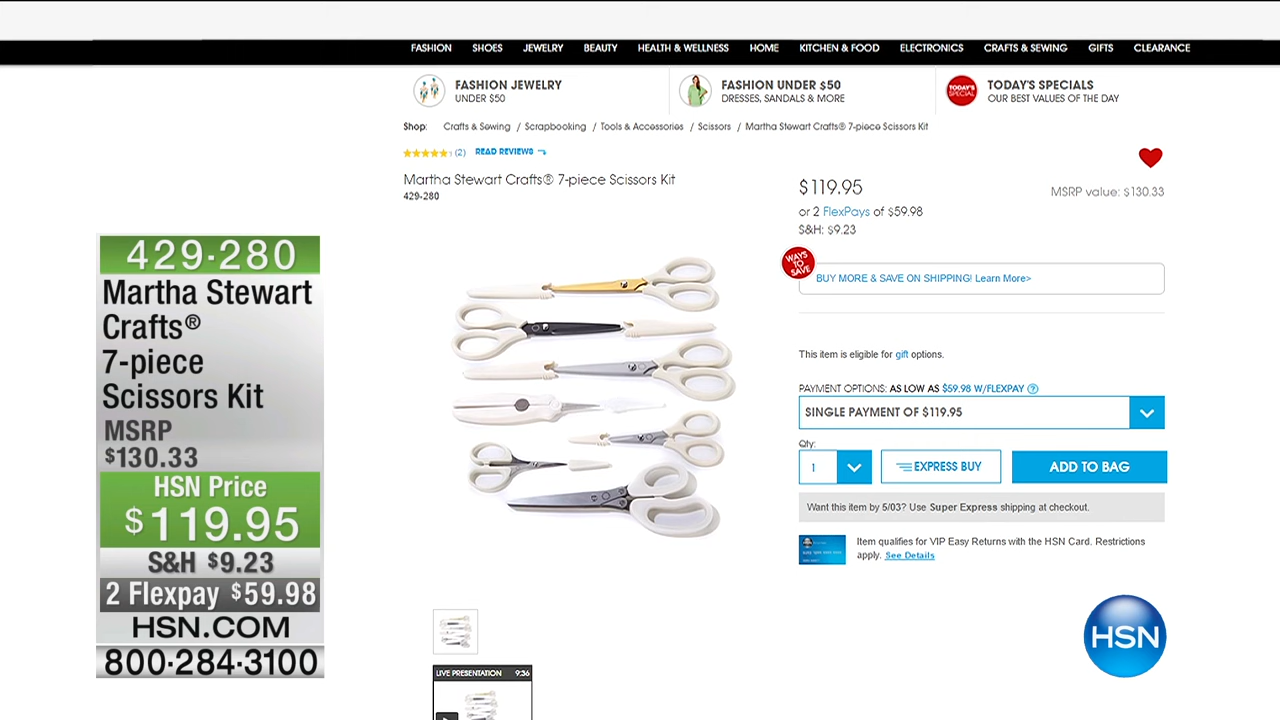 FASHION SHOES JEWELRY BEAUTY HEALTH & WELLNESS HOME KITCHEN & FOOD ELECTRONICS CRAFTS & SEWING GIFTS CLEARANCE
FASHION JEWELRY
UNDER $50
FASHION UNDER $50
DRESSES, SANDALS & MORE
TODAY'S SPECIAL
TODAY'S SPECIALS
OUR BEST VALUES OF THE DAY
Shop: Crafts & Sewing / Scrapbooking / Tools & Accessories / Scissors / Martha Stewart Crafts® 7-piece Scissors Kit
(2) READ REVIEWS
Martha Stewart Crafts® 7-piece Scissors Kit
429-280
$119.95
MSRP value: $130.33
or 2 FlexPays of $59.98
S&H: $9.23
WAYS
TO
SAVE
BUY MORE & SAVE ON SHIPPING! Learn More>
This item is eligible for gift options.
PAYMENT OPTIONS: AS LOW AS $59.98 W/FLEXPAY ?
SINGLE PAYMENT OF $119.95
Qty:
1
EXPRESS BUY
ADD TO BAG
Want this item by 5/03? Use Super Express shipping at checkout.
Item qualifies for VIP Easy Returns with the HSN Card. Restrictions
apply. See Details
LIVE PRESENTATION 9:36
429·280
Martha Stewart
Crafts®
7-piece
Scissors Kit
MSRP
$130.33
HSN Price
$119.95
S&H $9.23
2 Flexpay $59.98
HSN.COM
800·284·3100
HSN